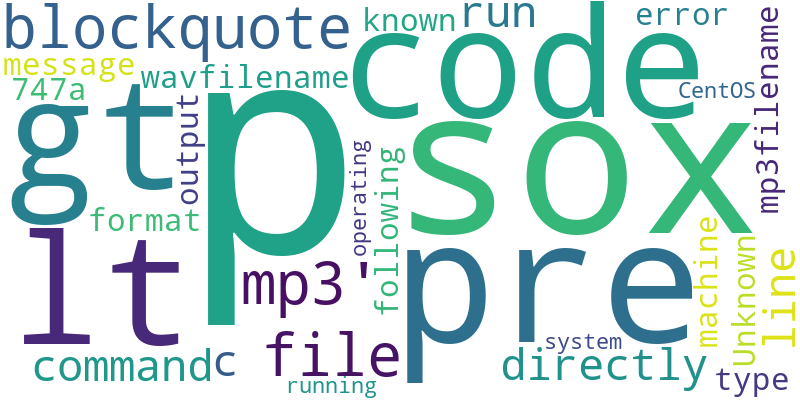 blockquote
known
run
error
message
747a
wavfilename
code
CentOS
mp3filename
gt
output
p
sox
format
operating
following
lt
mp3'
pre
machine
Unknown
line
command
c
file
running
system
directly
type